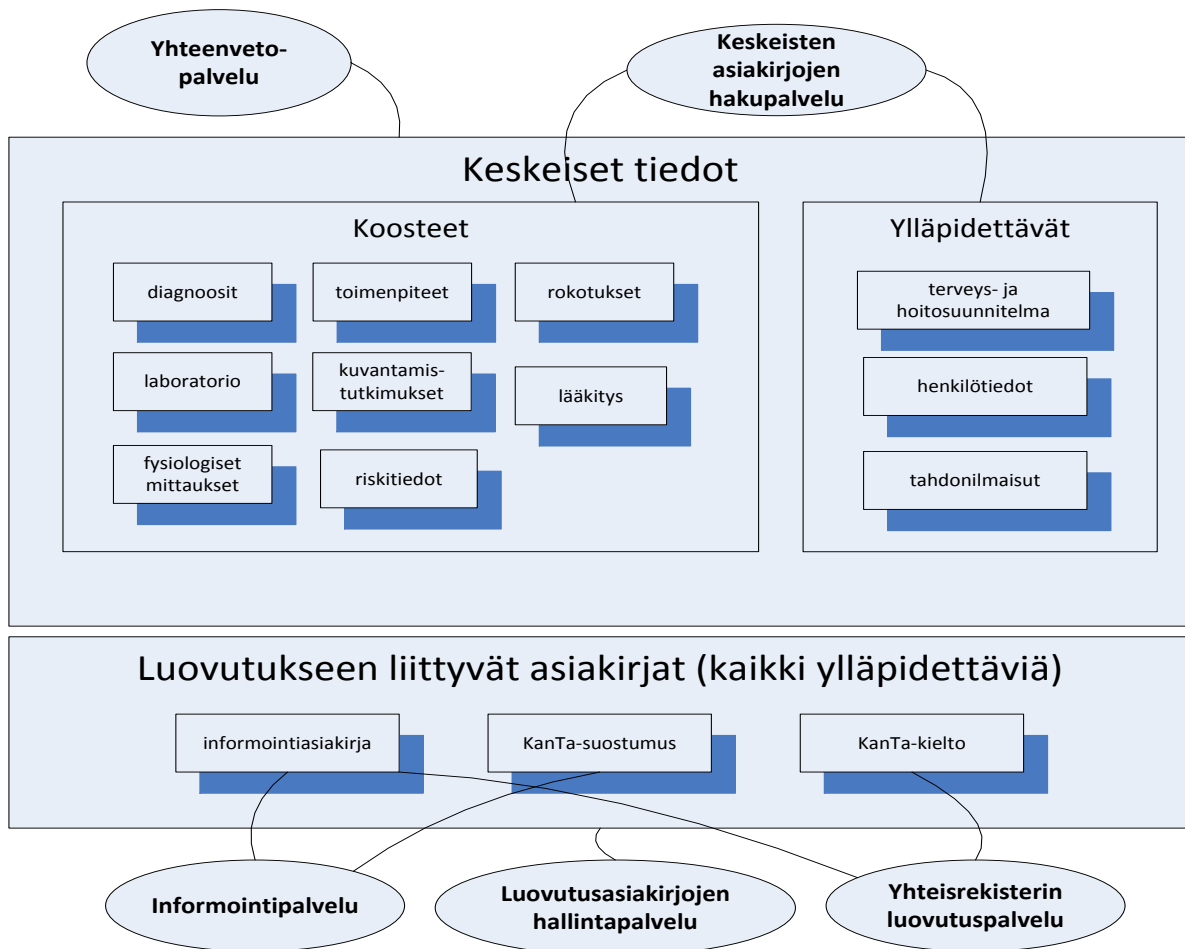 Yhteenveto-
palvelu
Keskeisten
asiakirjojen
hakupalvelu
Keskeiset tiedot
Koosteet
diagnoosit
toimenpiteet
rokotukset
laboratorio
kuvantamis-
tutkimukset
lääkitys
fysiologiset
mittaukset
riskitiedot
Ylläpidettävät
terveys- ja
hoitosuunnitelma
henkilötiedot
tahdonilmaisut
Luovutukseen liittyvät asiakirjat (kaikki ylläpidettäviä)
informointiasiakirja
KanTa-suostumus
KanTa-kielto
Informointipalvelu
Luovutusasiakirjojen
hallintapalvelu
Yhteisrekisterin
luovutuspalvelu